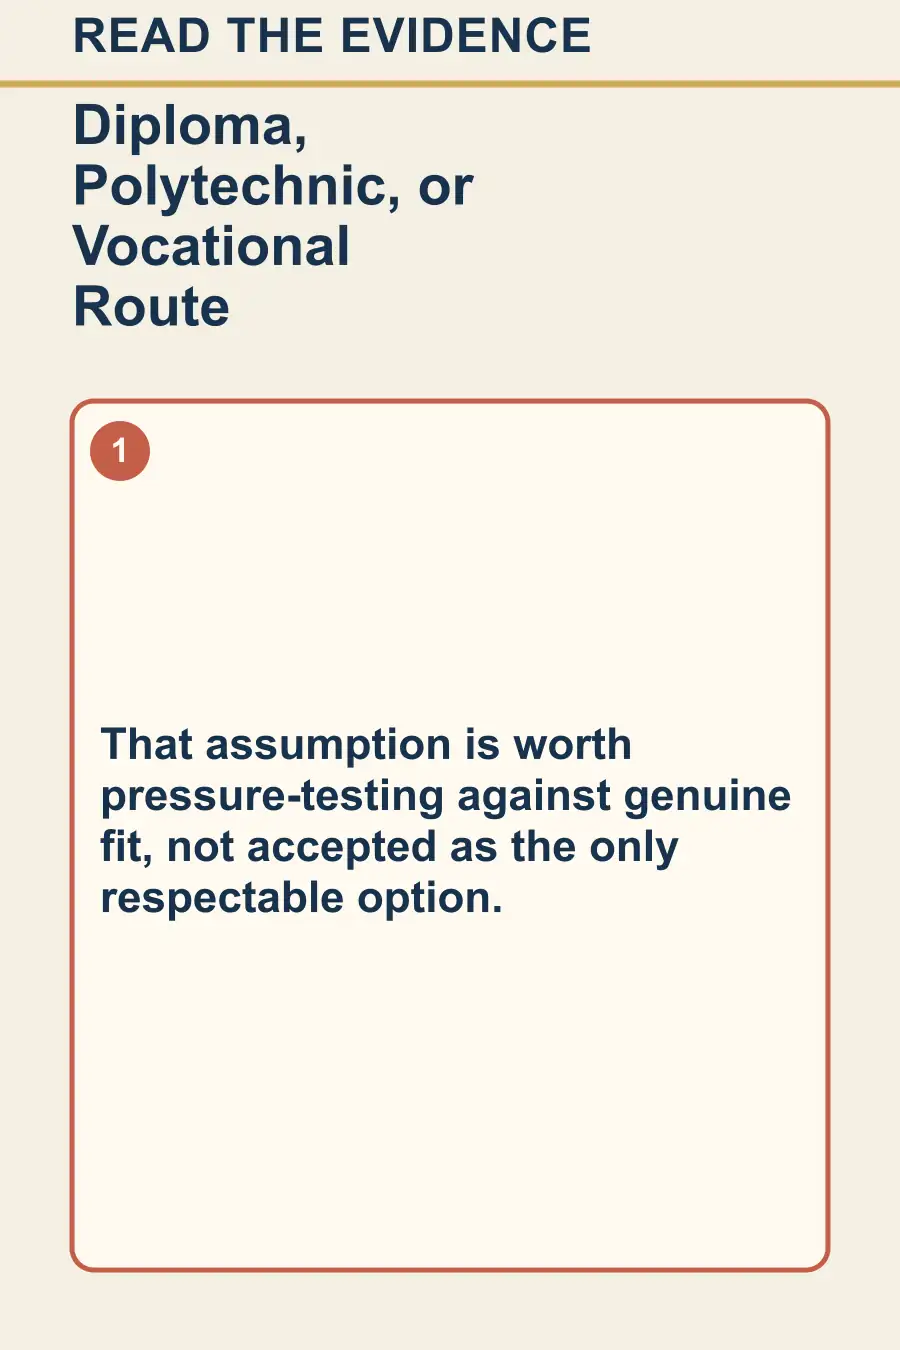 READ THE EVIDENCE
Diploma,
Polytechnic, or
Vocational
Route
1
That assumption is worth
pressure-testing against genuine
fit, not accepted as the only
respectable option.